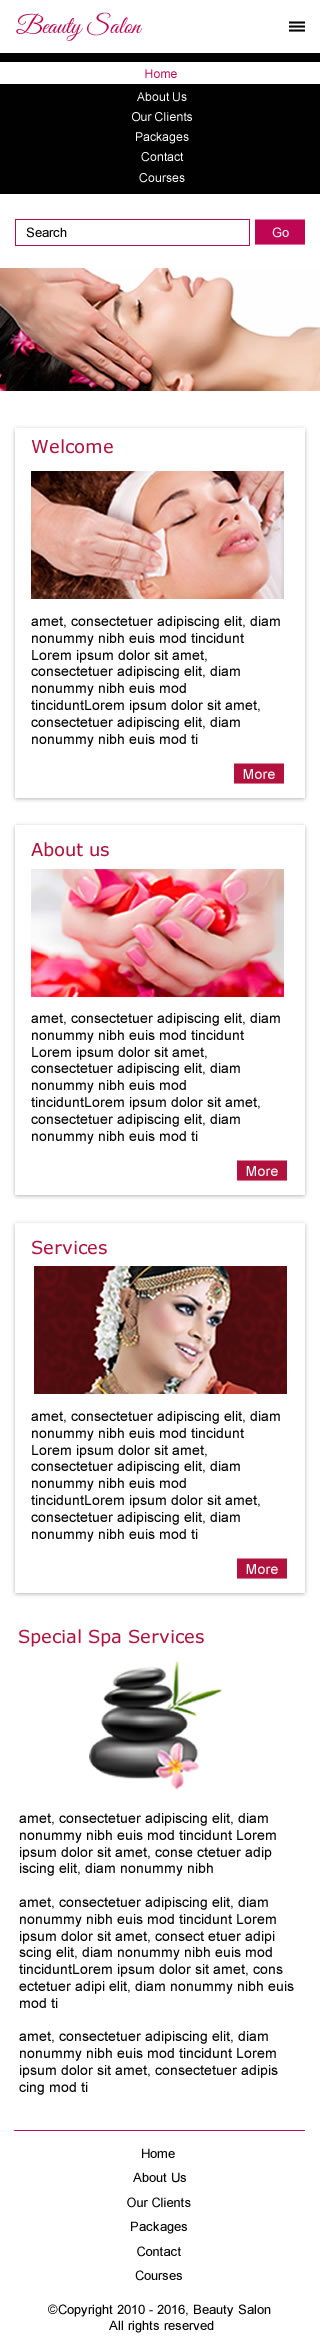 Beauty Salon
Home
About Us
Our Clients
Packages
Contact
Courses
Search
Go
Welcome
amet, consectetuer adipiscing elit, diam
nonummy nibh euis mod tincidunt
Lorem ipsum dolor sit amet,
consectetuer adipiscing elit, diam
nonummy nibh euis mod
tinciduntLorem ipsum dolor sit amet,
consectetuer adipiscing elit, diam
nonummy nibh euis mod ti
More
About us
amet, consectetuer adipiscing elit, diam
nonummy nibh euis mod tincidunt
Lorem ipsum dolor sit amet,
consectetuer adipiscing elit, diam
nonummy nibh euis mod
tinciduntLorem ipsum dolor sit amet,
consectetuer adipiscing elit, diam
nonummy nibh euis mod ti
More
Services
amet, consectetuer adipiscing elit, diam
nonummy nibh euis mod tincidunt
Lorem ipsum dolor sit amet,
consectetuer adipiscing elit, diam
nonummy nibh euis mod
tinciduntLorem ipsum dolor sit amet,
consectetuer adipiscing elit, diam
nonummy nibh euis mod ti
More
Special Spa Services
amet, consectetuer adipiscing elit, diam
nonummy nibh euis mod tincidunt Lorem
ipsum dolor sit amet, conse ctetuer adip
iscing elit, diam nonummy nibh
amet, consectetuer adipiscing elit, diam
nonummy nibh euis mod tincidunt Lorem
ipsum dolor sit amet, consect etuer adipi
scing elit, diam nonummy nibh euis mod
tinciduntLorem ipsum dolor sit amet, cons
ectetuer adipi elit, diam nonummy nibh euis
mod ti
amet, consectetuer adipiscing elit, diam
nonummy nibh euis mod tincidunt Lorem
ipsum dolor sit amet, consectetuer adipis
cing mod ti
Home
About Us
Our Clients
Packages
Contact
Courses
©Copyright 2010 - 2016, Beauty Salon
All rights reserved